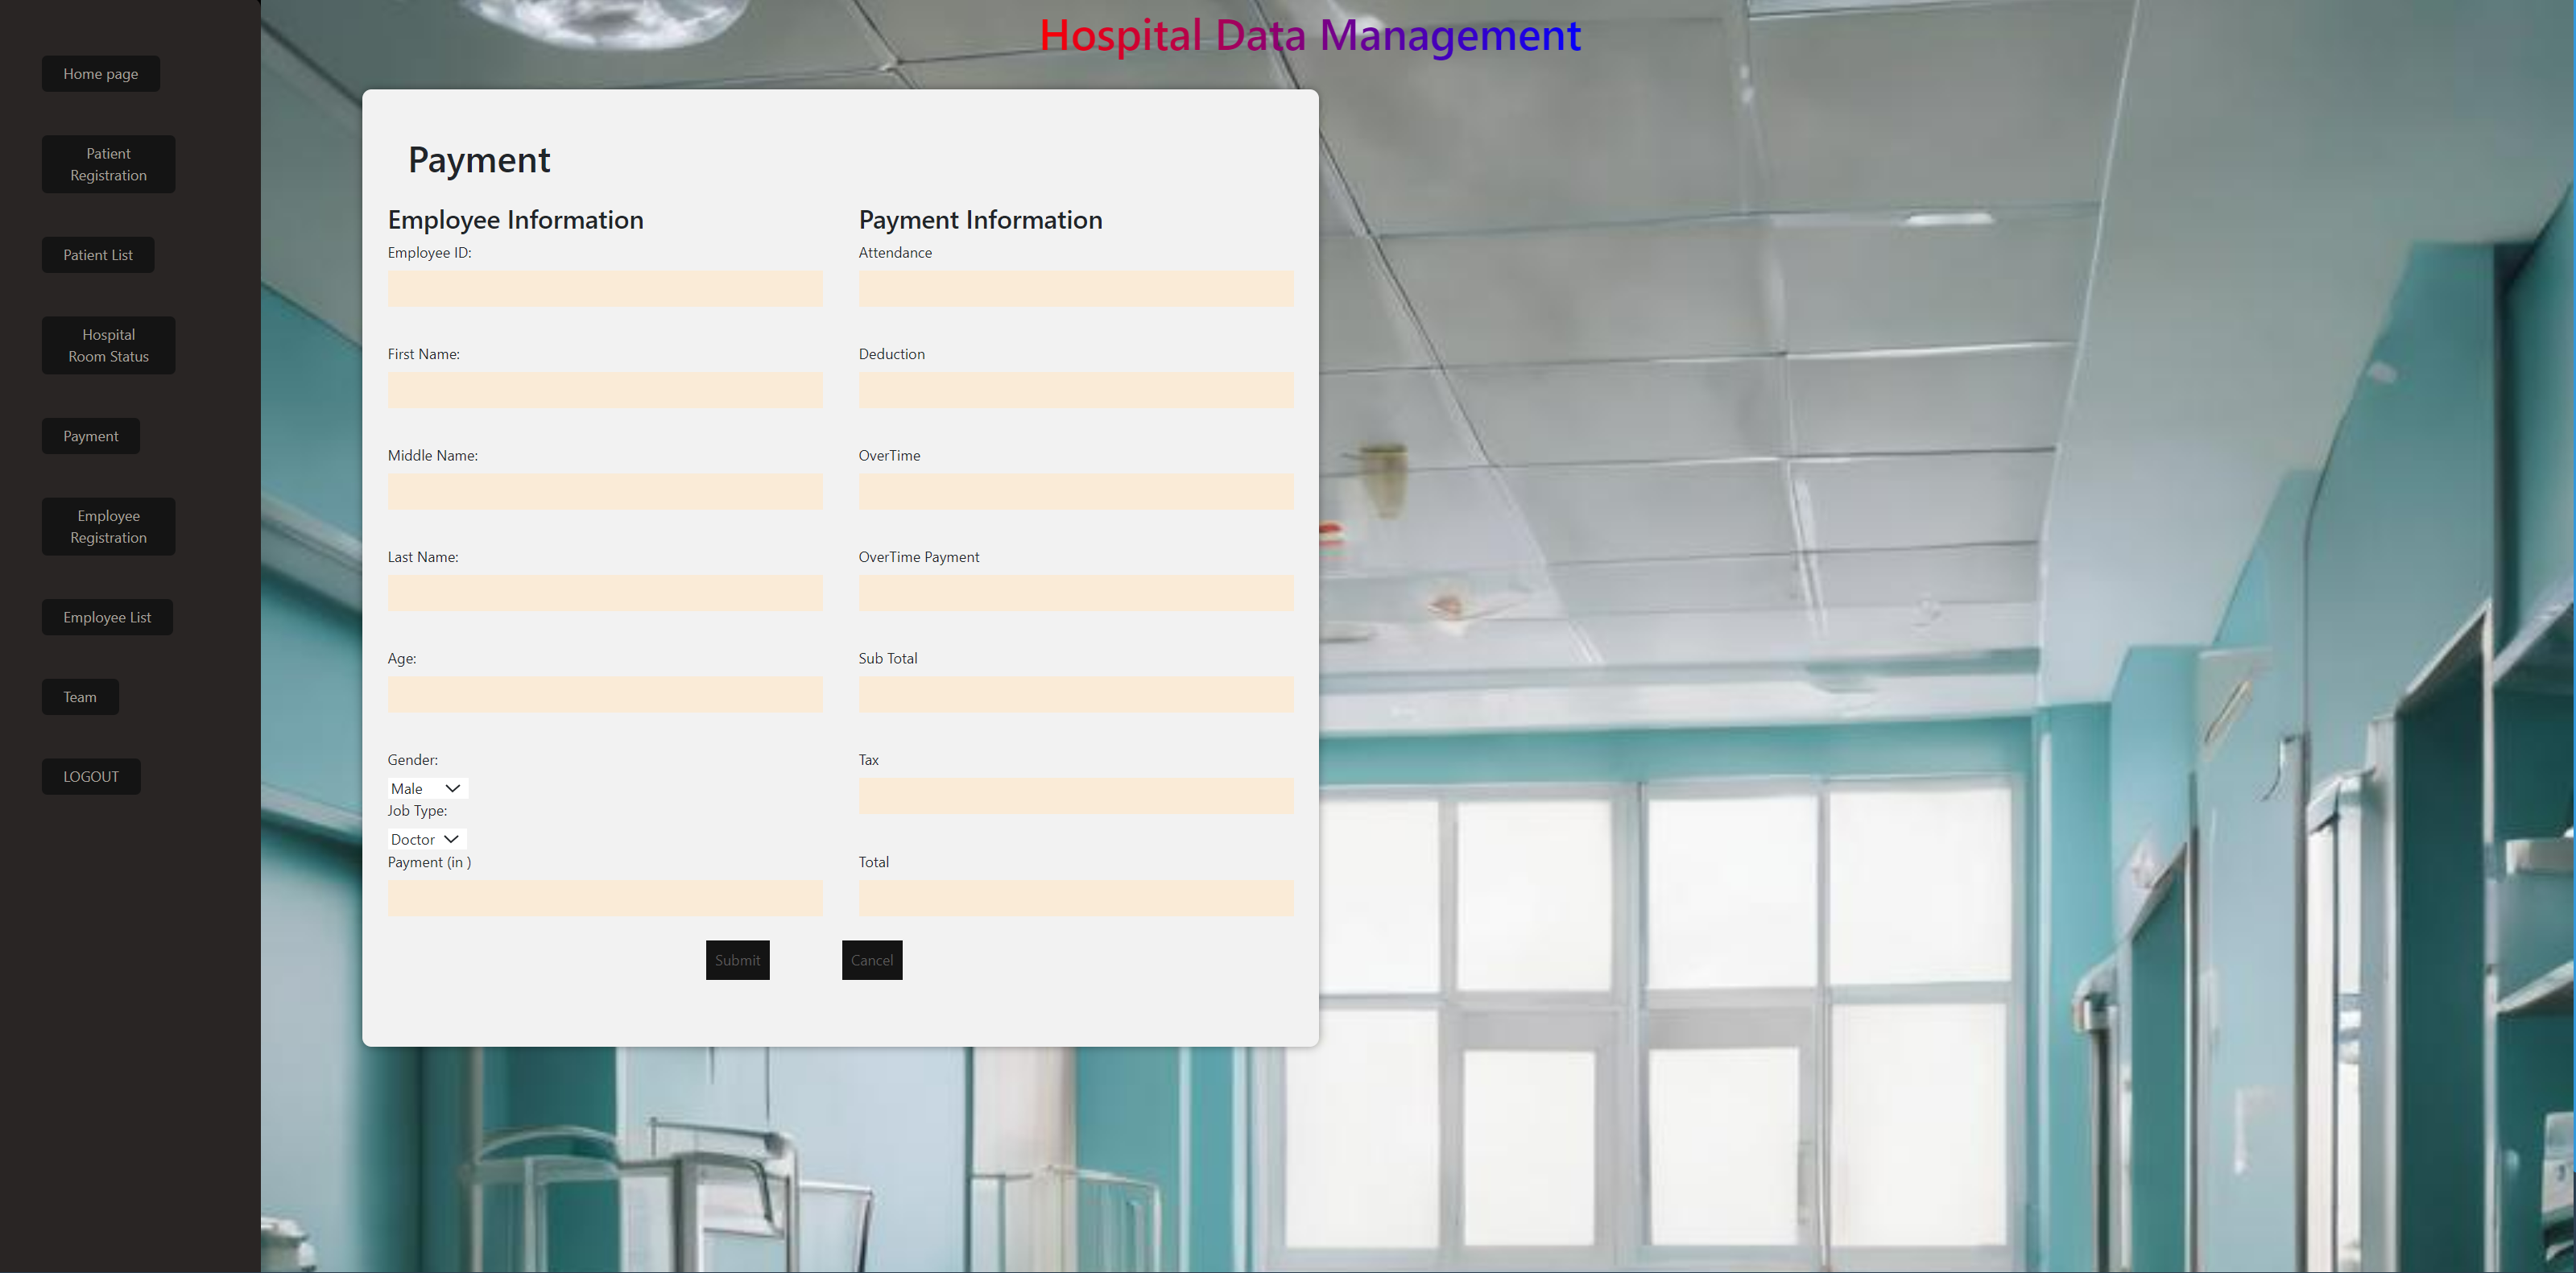 Hospital Data Management
Home page
Patient
Registration
Patient List
Hospital
Room Status
Payment
Employee
Registration
Employee List
Team
LOGOUT
Payment
Employee Information
Employee ID:
First Name:
Middle Name:
Last Name:
Age:
Gender:
Male
Job Type:
Doctor
Payment (in )
Payment Information
Attendance
Deduction
OverTime
OverTime Payment
Sub Total
Tax
Total
Submit
Cancel